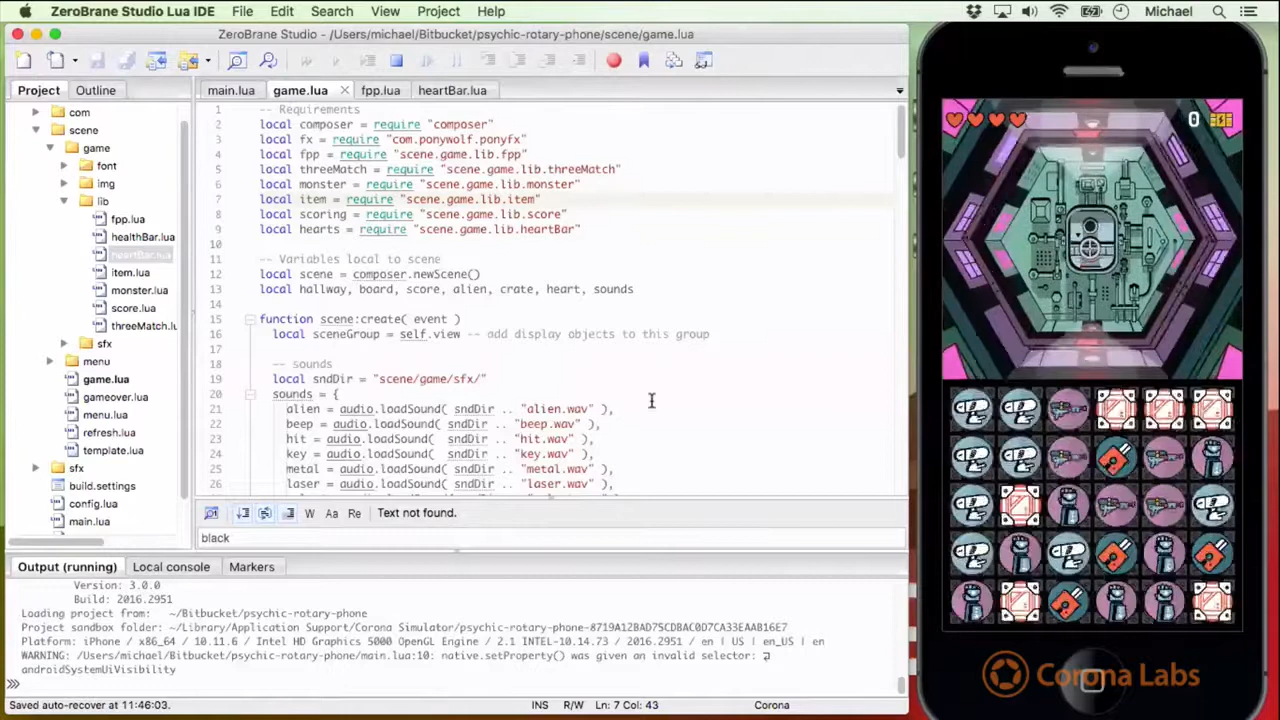 ZeroBrane Studio Lua IDE File Edit Search View Project Help Michael
ZeroBrane Studio - /Users/michael/Bitbucket/psychic-rotary-phone/scene/game.lua
Project Outline
com
scene
game
font
img
lib
fpp.lua
healthBar.lua
heartBar.lua
item.lua
monster.lua
score.lua
threeMatch.lu
sfx
menu
game.lua
gameover.lua
menu.lua
refresh.lua
template.lua
sfx
build.settings
config.lua
main.lua
main.lua game.lua fpp.lua heartBar.lua
1 -- Requirements
2 local composer = require "composer"
3 local fx = require "com.ponywolf.ponyfx"
4 local fpp = require "scene.game.lib.fpp"
5 local threeMatch = require "scene.game.lib.threeMatch"
6 local monster = require "scene.game.lib.monster"
7 local item = require "scene.game.lib.item"
8 local scoring = require "scene.game.lib.score"
9 local hearts = require "scene.game.lib.heartBar"
10
11 -- Variables local to scene
12 local scene = composer.newScene()
13 local hallway, board, score, alien, crate, heart, sounds
14
15 function scene:create( event )
16 local sceneGroup = self.view -- add display objects to this group
17
18 -- sounds
19 local sndDir = "scene/game/sfx/"
20 sounds = {
21 alien = audio.loadSound( sndDir .. "alien.wav" ),
22 beep = audio.loadSound( sndDir .. "beep.wav" ),
23 hit = audio.loadSound( sndDir .. "hit.wav" ),
24 key = audio.loadSound( sndDir .. "key.wav" ),
25 metal = audio.loadSound( sndDir .. "metal.wav" ),
26 laser = audio.loadSound( sndDir .. "laser.wav" ),
W Aa Re Text not found.
black
Output (running) Local console Markers
Version: 3.0.0
Build: 2016.2951
Loading project from: ~/Bitbucket/psychic-rotary-phone
Project sandbox folder: ~/Library/Application Support/Corona Simulator/psychic-rotary-phone-8719A1ZBAD75CDBAC0D7CA33A81B16E7
Platform: iPhone / x86_64 / 10.11.6 / Intel HD Graphics 5000 OpenGL Engine / 2.1 INTEL-10.14.73 / 2016.2951 / en | US | en_US | en
WARNING: /Users/michael/Bitbucket/psychic-rotary-phone/main.lua:10: native.setProperty() was given an invalid selector:
androidSystemUiVisibility
Saved auto-recover at 11:46:03. INS R/W Ln: 7 Col: 43 Corona
0
Corona Labs